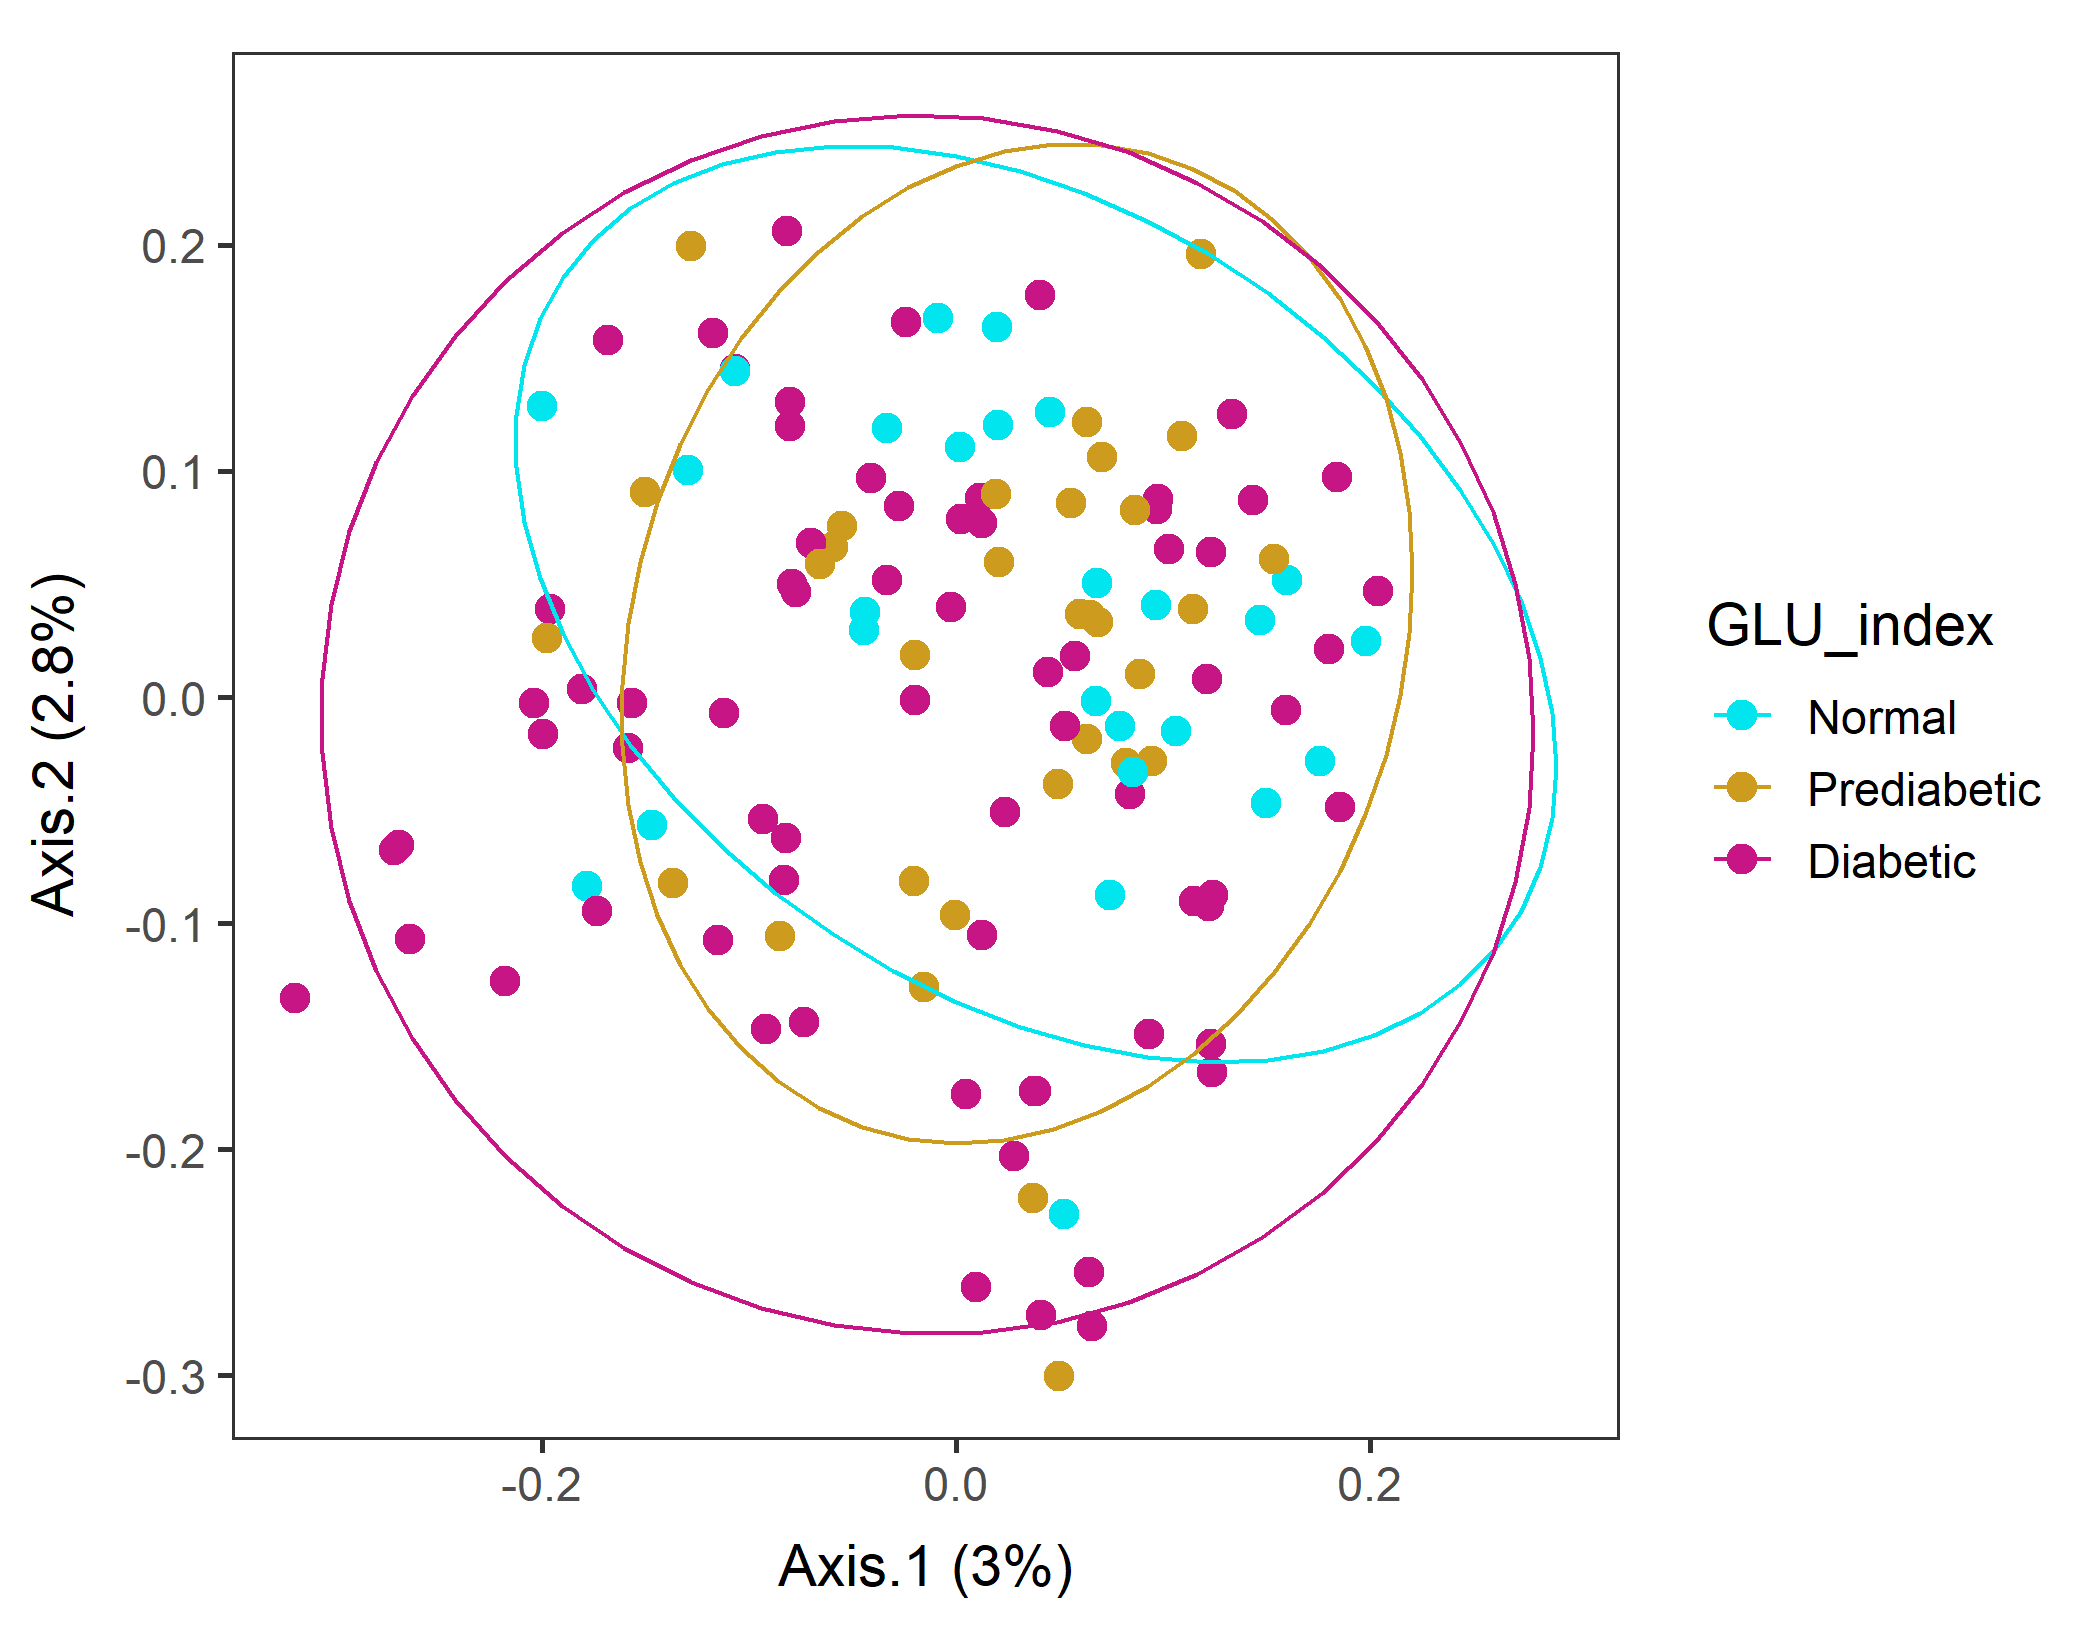 0.2
0.1
0.0
-0.1
-0.2
-0.3
Axis.2 (2.8%)
-0.2
0.0
0.2
Axis.1 (3%)
GLU_index
Normal
Prediabetic
Diabetic